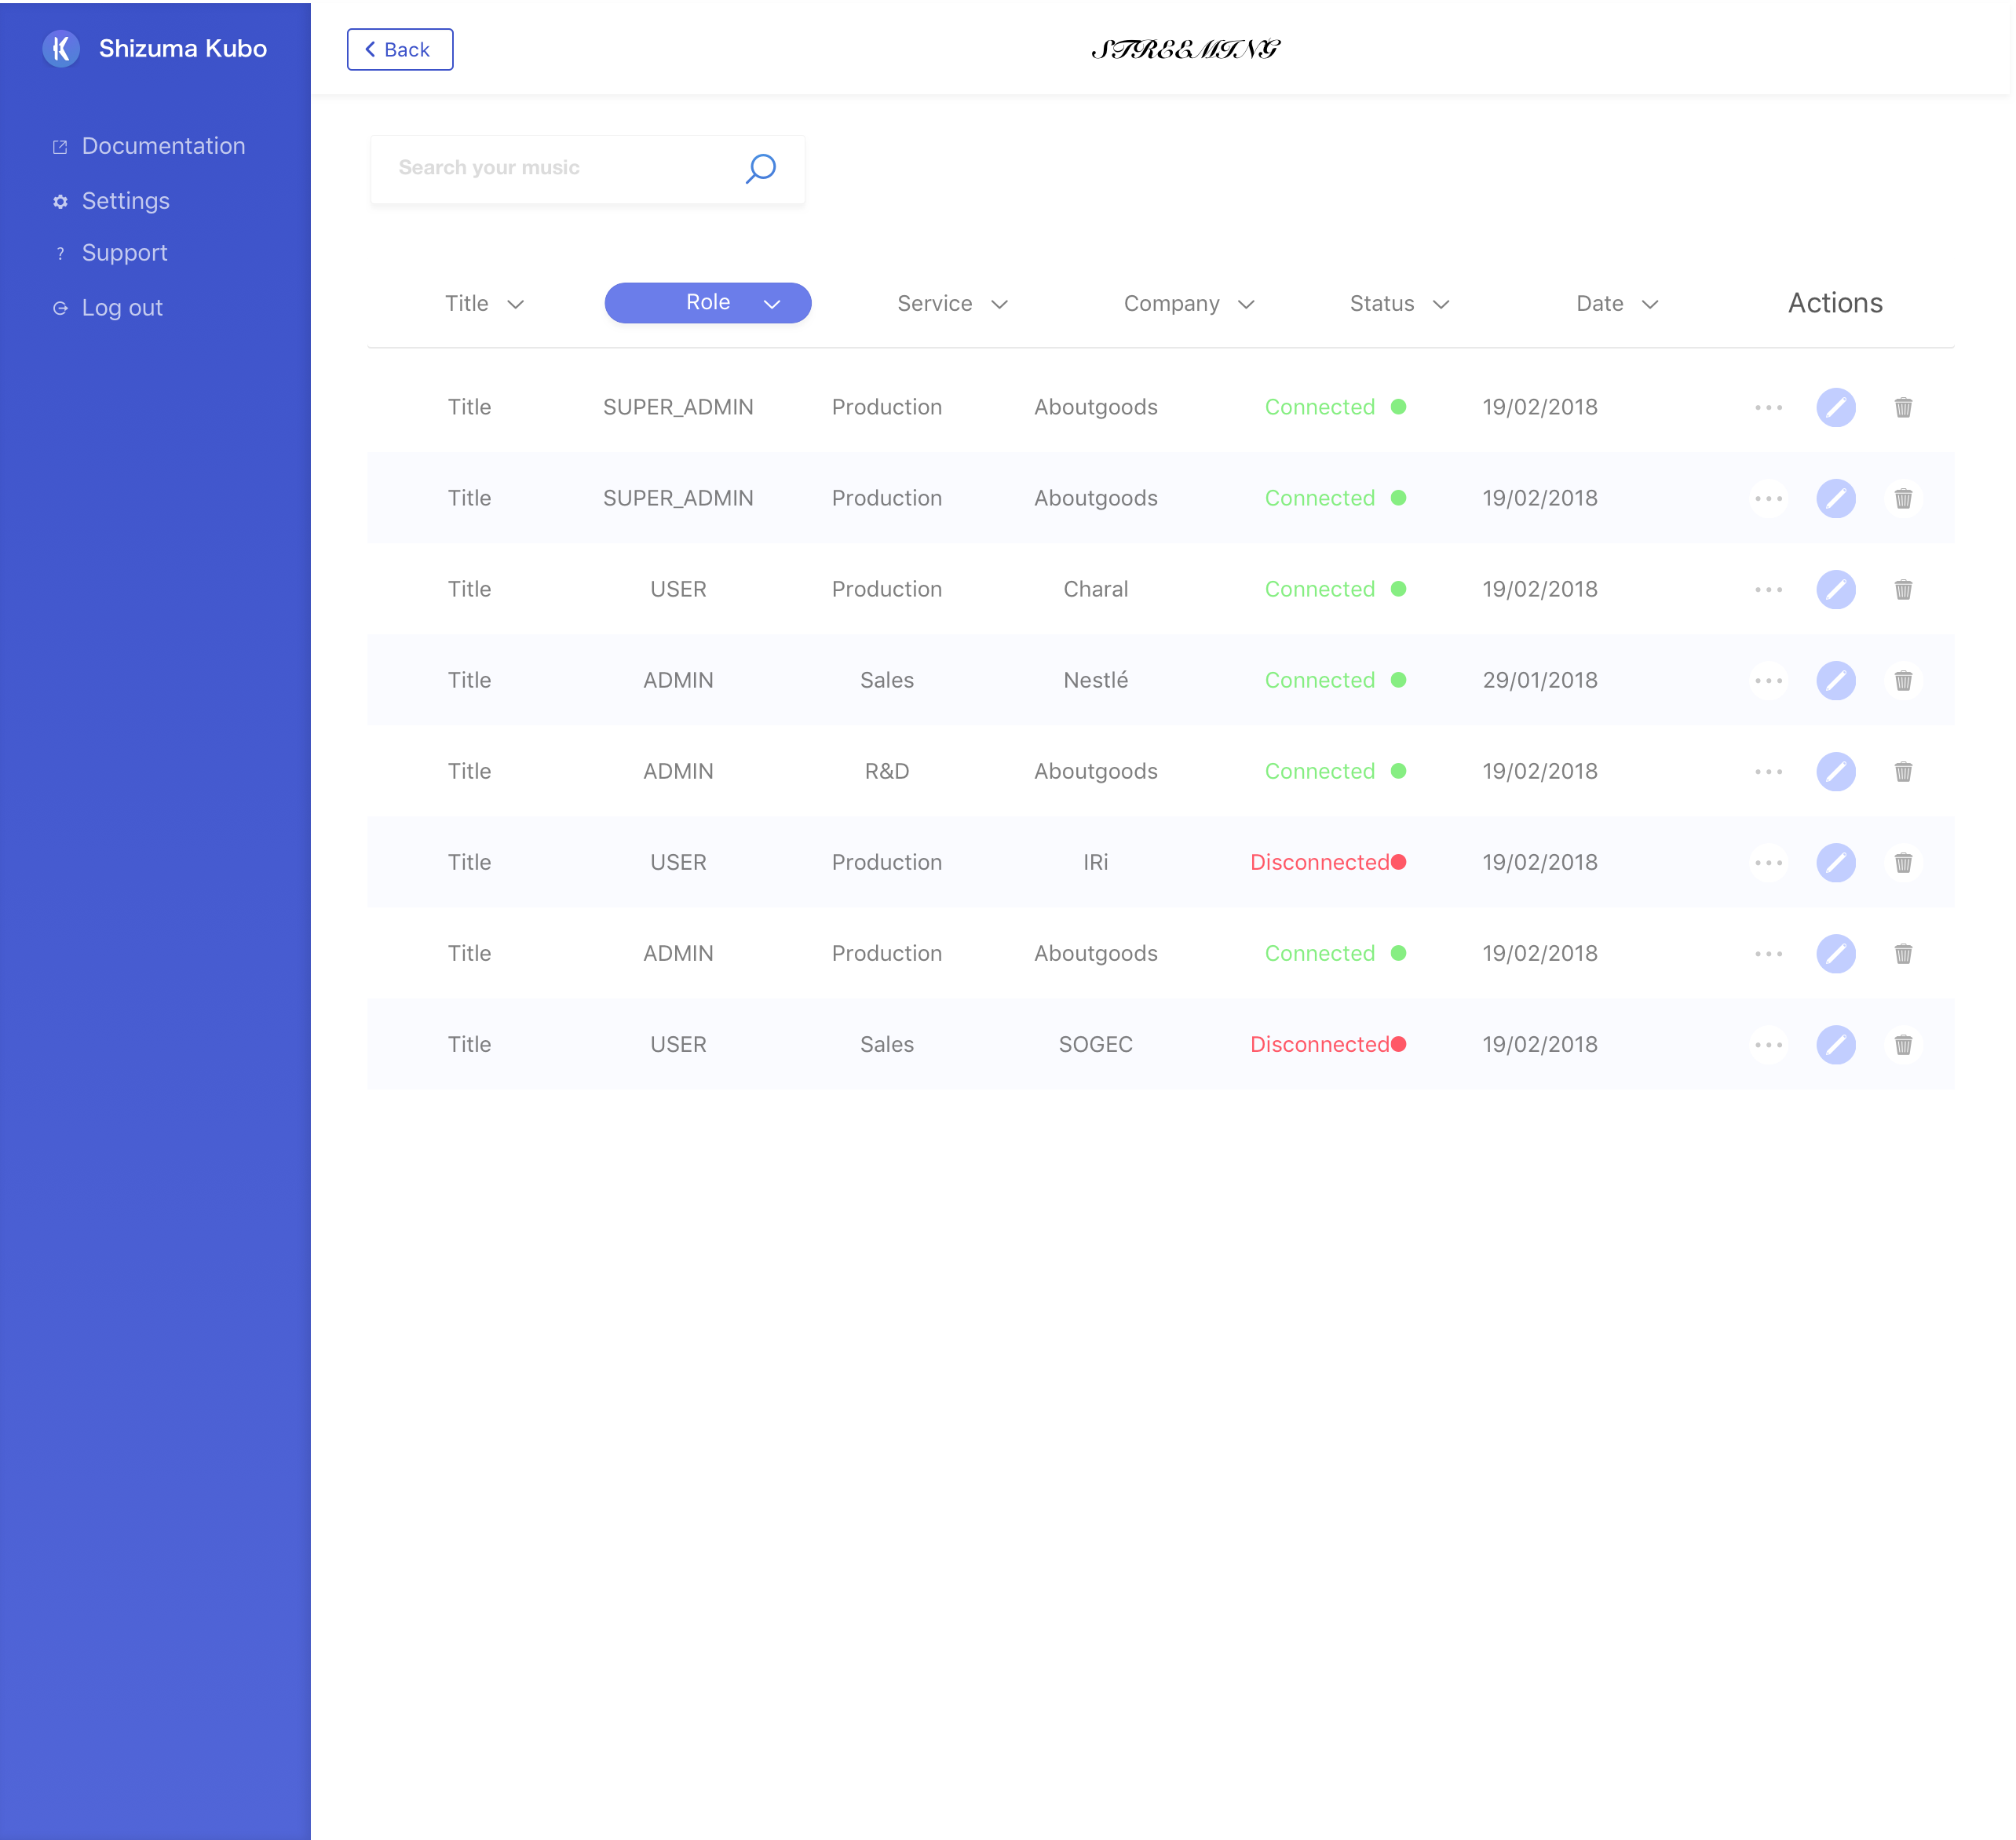 Shizuma Kubo
Documentation
Settings
Support
Log out
Back
STREEMING
Search your music
Title Role Service Company Status Date Actions
Title SUPER_ADMIN Production Aboutgoods Connected 19/02/2018
Title SUPER_ADMIN Production Aboutgoods Connected 19/02/2018
Title USER Production Charal Connected 19/02/2018
Title ADMIN Sales Nestlé Connected 29/01/2018
Title ADMIN R&D Aboutgoods Connected 19/02/2018
Title USER Production IRi Disconnected 19/02/2018
Title ADMIN Production Aboutgoods Connected 19/02/2018
Title USER Sales SOGEC Disconnected 19/02/2018